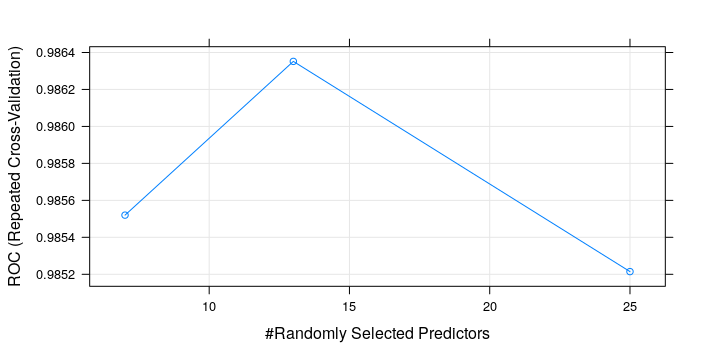 ROC (Repeated Cross-Validation)
0.9864
0.9862
0.9860
0.9858
0.9856
0.9854
0.9852
10 15 20 25
#Randomly Selected Predictors